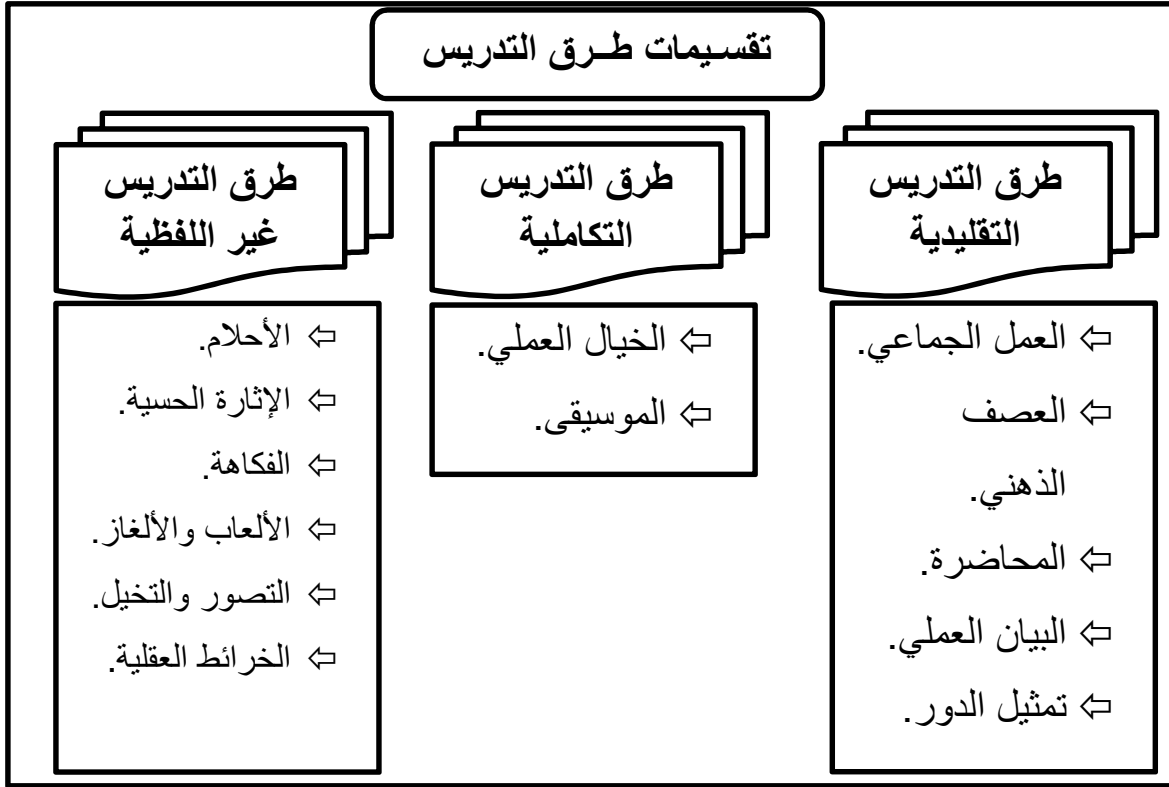 تقسيمات طـرق التدريس
طرق التدريس
التقليدية
⇦ العمل الجماعي.
⇦ العصف
الذهني.
⇦ المحاضرة.
⇦ البيان العملي.
⇦ تمثيل الدور.
طرق التدريس
التكاملية
⇦ الخيال العملي.
⇦ الموسيقى.
طرق التدريس
غير اللفظية
⇦ الأحلام.
⇦ الإثارة الحسية.
⇦ الفكاهة.
⇦ الألعاب والألغاز.
⇦ التصور والتخيل.
⇦ الخرائط العقلية.